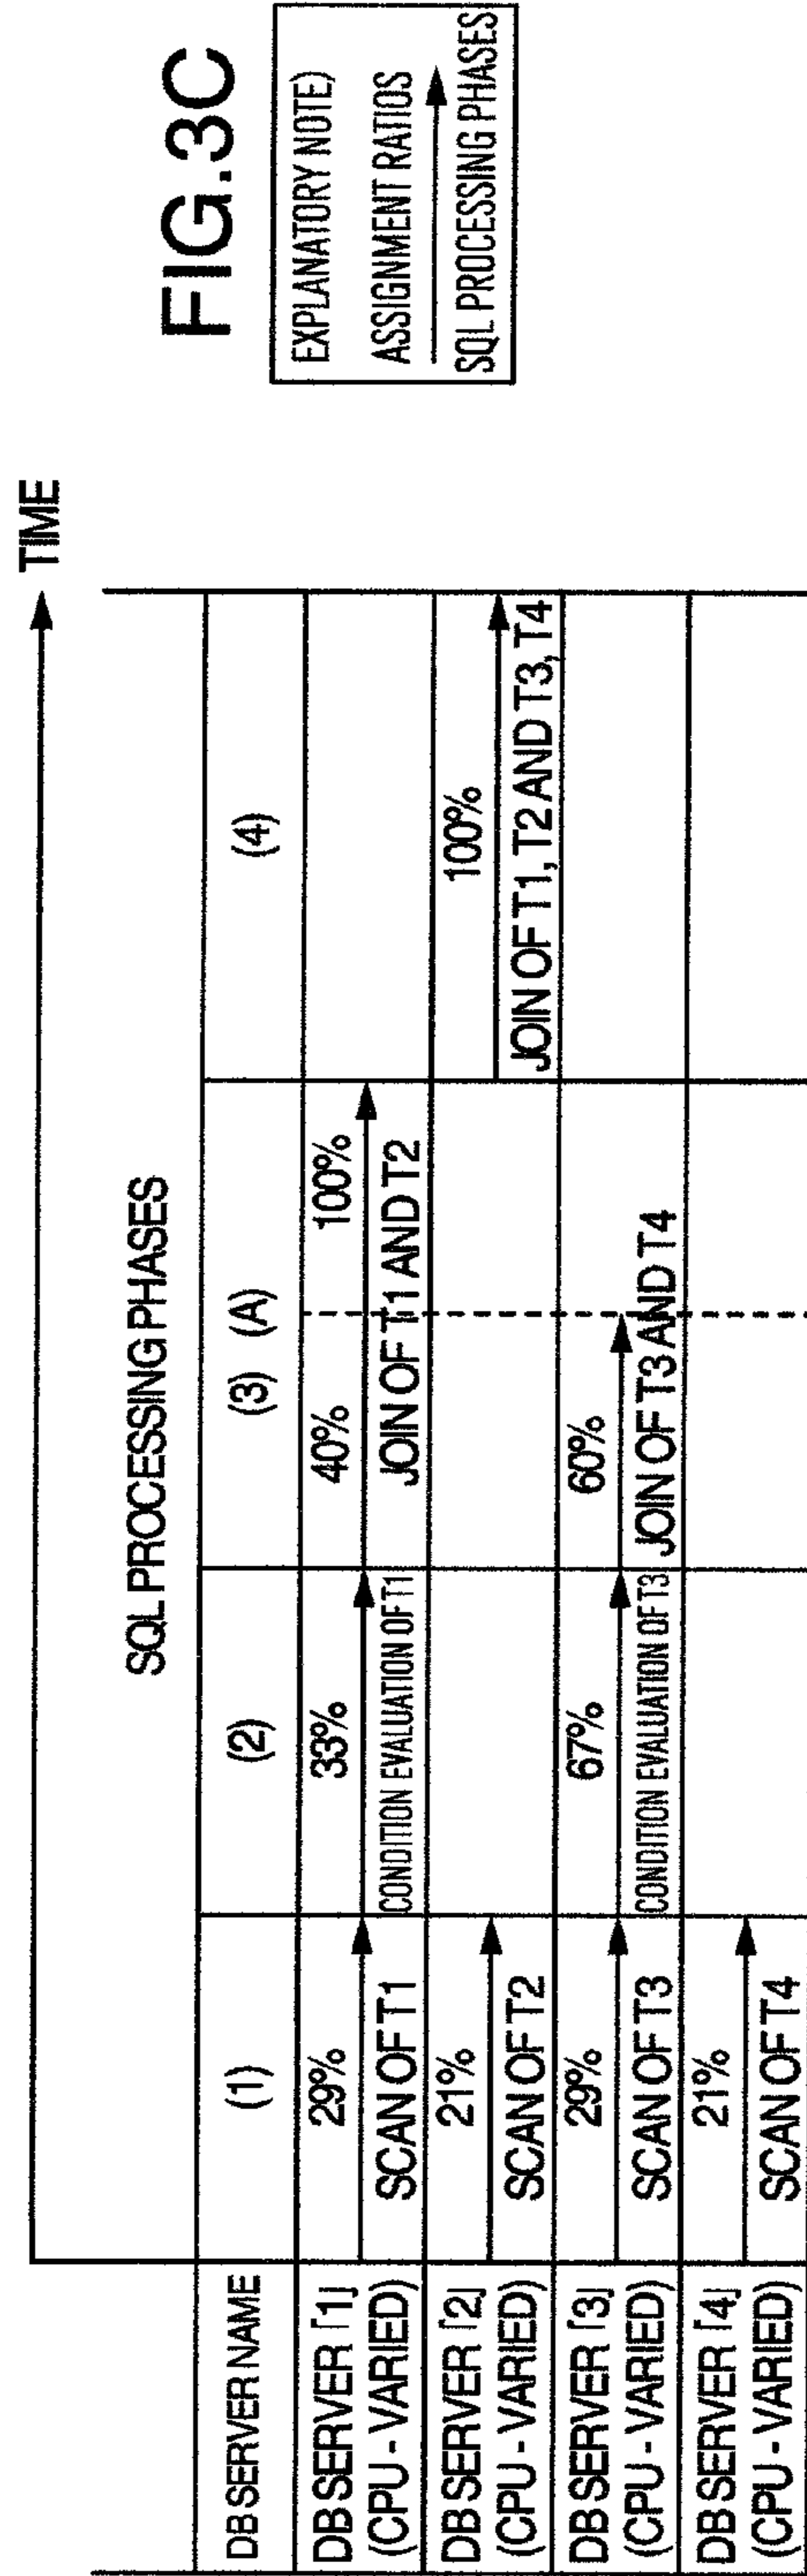 FIG.3C
EXPLANATORY NOTE)
ASSIGNMENT RATIOS
SQL PROCESSING PHASES
TIME
SQL PROCESSING PHASES
DB SERVER NAME
(1)
(2)
(3) (A)
(4)
DB SERVER「1」
(CPU - VARIED)
29%
SCAN OF T1
33%
CONDITION EVALUATION OF T1
40%
100%
JOIN OF T1 AND T2
DB SERVER「2」
(CPU - VARIED)
21%
SCAN OF T2
100%
JOIN OF T1, T2 AND T3, T4
DB SERVER「3」
(CPU - VARIED)
29%
SCAN OF T3
67%
CONDITION EVALUATION OF T3
60%
JOIN OF T3 AND T4
DB SERVER「4」
(CPU - VARIED)
21%
SCAN OF T4